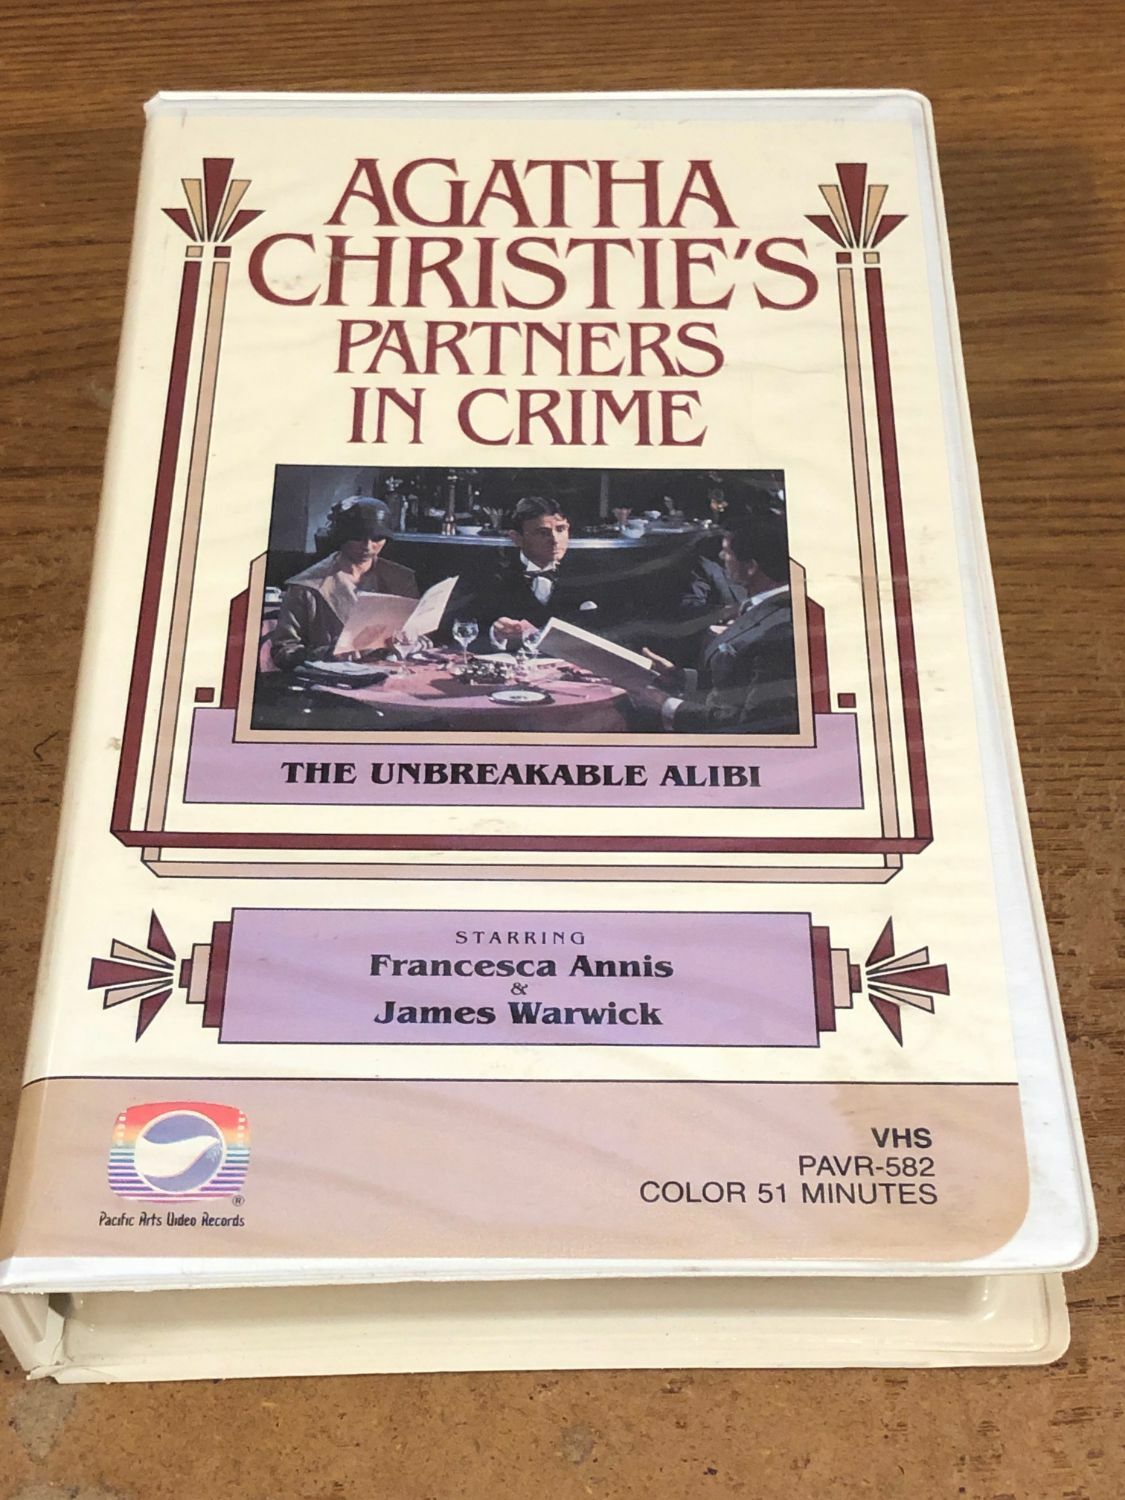 AGATHA
CHRISTIE'S
PARTNERS
IN CRIME
THE UNBREAKABLE ALIBI
STARRING
Francesca Annis
&
James Warwick
®
Pacific Arts Video Records
VHS
PAVR-582
COLOR 51 MINUTES